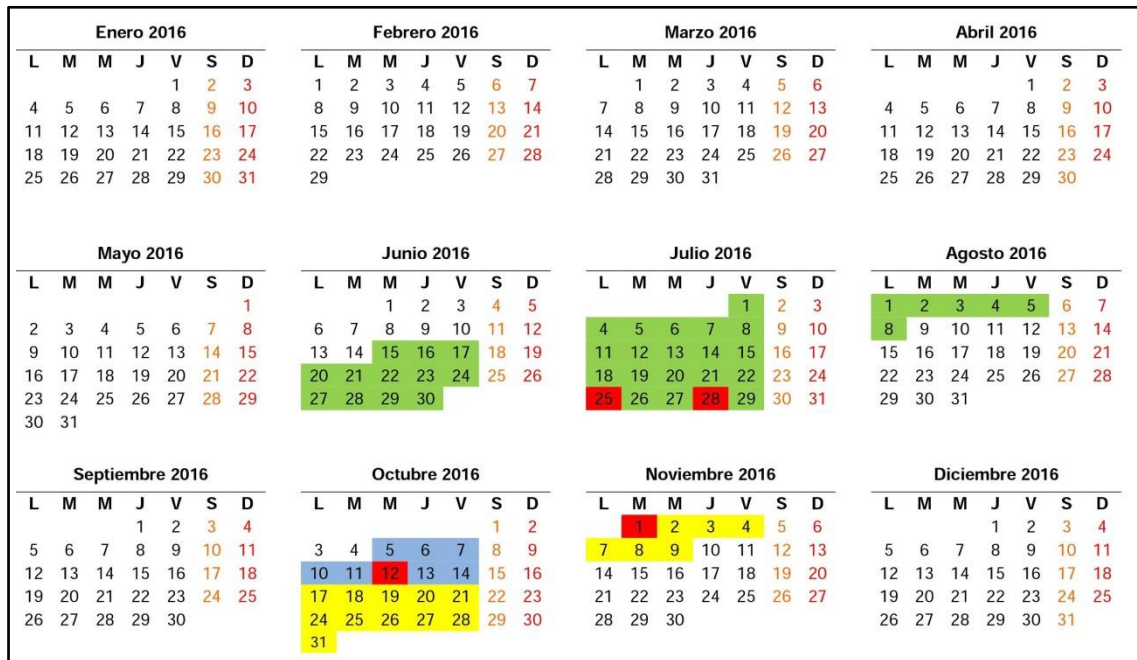 Enero 2016 Febrero 2016 Marzo 2016 Abril 2016
L M M J V S D L M M J V S D L M M J V S D L M M J V S D
1 2 3 1 2 3 4 5 6 7 1 2 3 4 5 6 1 2 3
4 5 6 7 8 9 10 8 9 10 11 12 13 14 7 8 9 10 11 12 13 4 5 6 7 8 9 10
11 12 13 14 15 16 17 15 16 17 18 19 20 21 14 15 16 17 18 19 20 11 12 13 14 15 16 17
18 19 20 21 22 23 24 22 23 24 25 26 27 28 21 22 23 24 25 26 27 18 19 20 21 22 23 24
25 26 27 28 29 30 31 29 28 29 30 31 25 26 27 28 29 30
Mayo 2016 Junio 2016 Julio 2016 Agosto 2016
L M M J V S D L M M J V S D L M M J V S D L M M J V S D
1 1 2 3 4 5 1 2 3 1 2 3 4 5 6 7
2 3 4 5 6 7 8 6 7 8 9 10 11 12 4 5 6 7 8 9 10 8 9 10 11 12 13 14
9 10 11 12 13 14 15 13 14 15 16 17 18 19 11 12 13 14 15 16 17 15 16 17 18 19 20 21
16 17 18 19 20 21 22 20 21 22 23 24 25 26 18 19 20 21 22 23 24 22 23 24 25 26 27 28
23 24 25 26 27 28 29 27 28 29 30 25 26 27 28 29 30 31 29 30 31
30 31
Septiembre 2016 Octubre 2016 Noviembre 2016 Diciembre 2016
L M M J V S D L M M J V S D L M M J V S D L M M J V S D
1 2 3 4 1 2 1 2 3 4 5 6 1 2 3 4
5 6 7 8 9 10 11 3 4 5 6 7 8 9 7 8 9 10 11 12 13 5 6 7 8 9 10 11
12 13 14 15 16 17 18 10 11 12 13 14 15 16 14 15 16 17 18 19 20 12 13 14 15 16 17 18
19 20 21 22 23 24 25 17 18 19 20 21 22 23 21 22 23 24 25 26 27 19 20 21 22 23 24 25
26 27 28 29 30 24 25 26 27 28 29 30 28 29 30 26 27 28 29 30 31
31